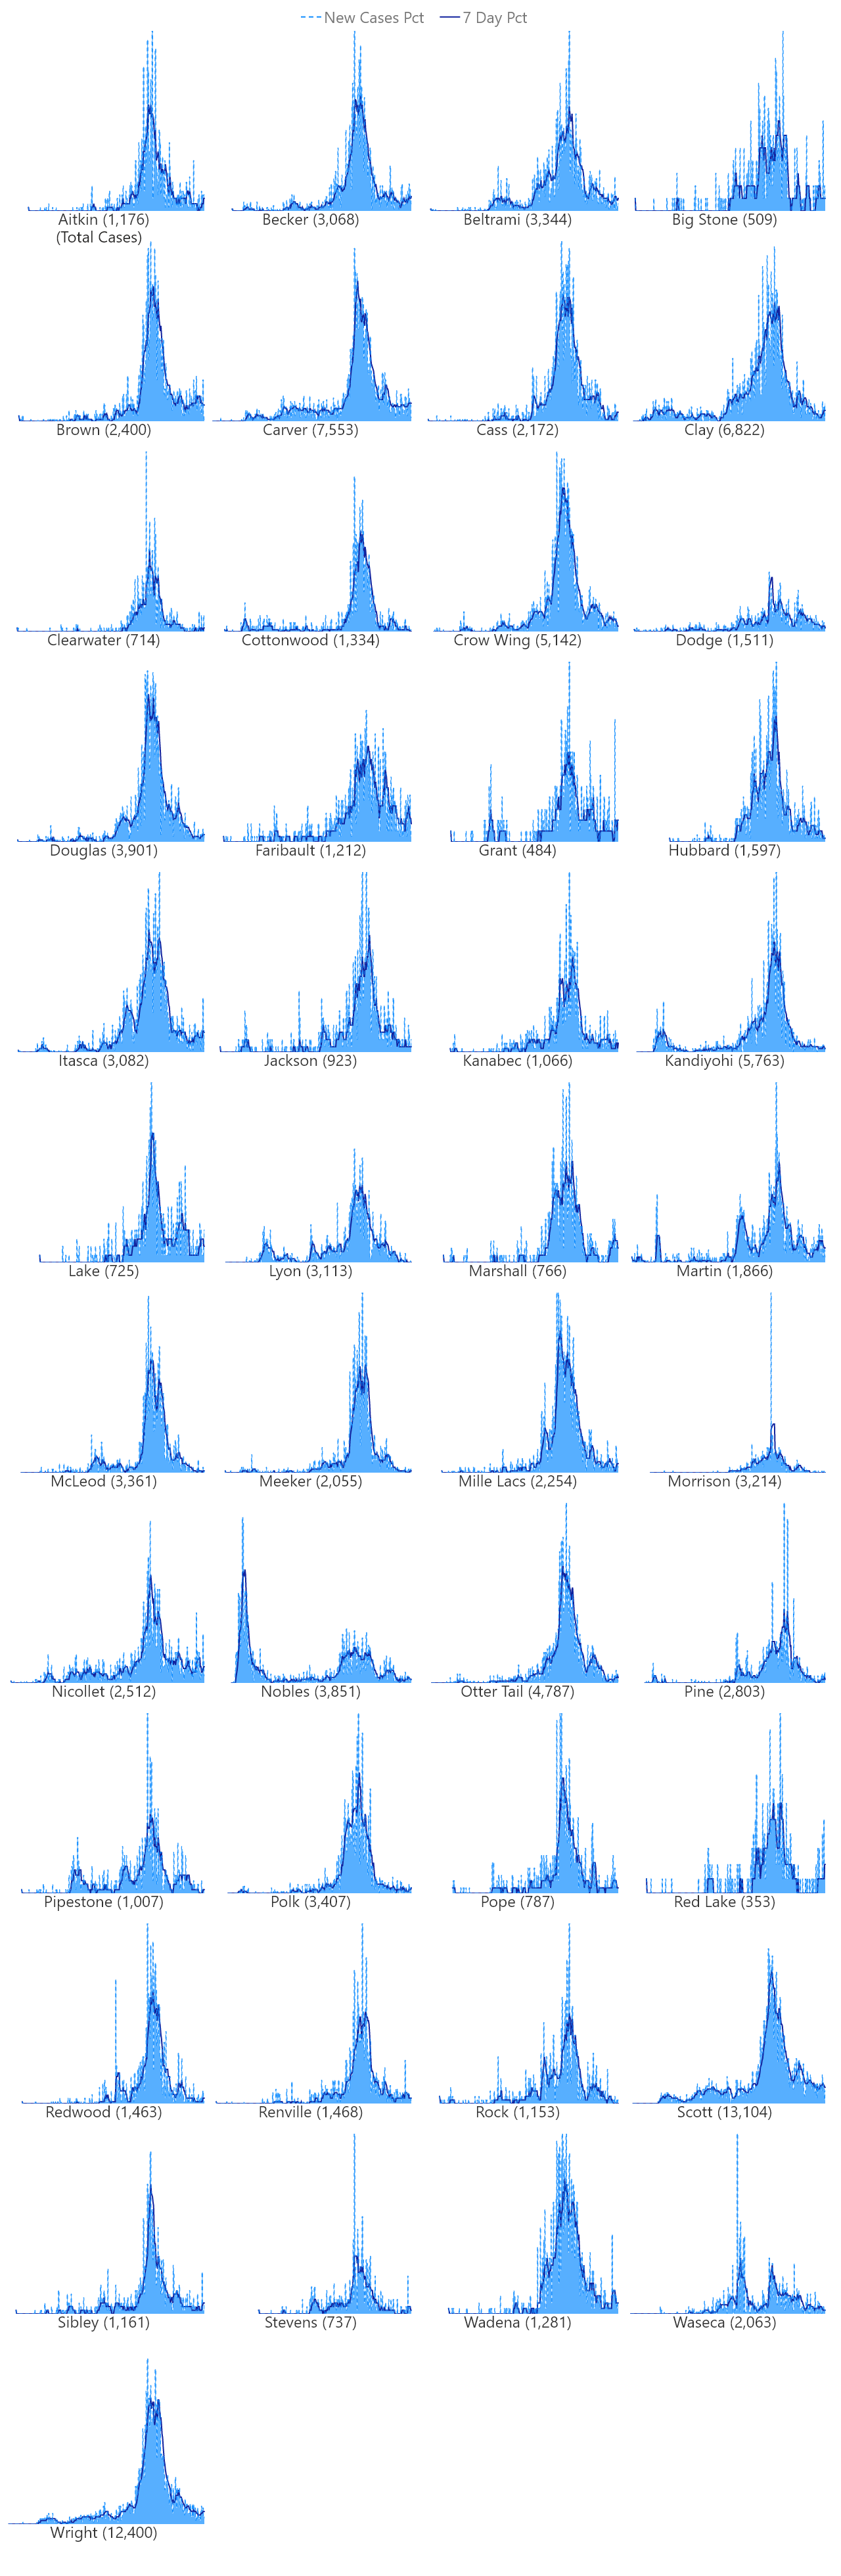 New Cases Pct 7 Day Pct
Aitkin (1,176) Becker (3,068) Beltrami (3,344) Big Stone (509)
(Total Cases)
Brown (2,400) Carver (7,553) Cass (2,172) Clay (6,822)
Clearwater (714) Cottonwood (1,334) Crow Wing (5,142) Dodge (1,511)
Douglas (3,901) Faribault (1,212) Grant (484) Hubbard (1,597)
Itasca (3,082) Jackson (923) Kanabec (1,066) Kandiyohi (5,763)
Lake (725) Lyon (3,113) Marshall (766) Martin (1,866)
McLeod (3,361) Meeker (2,055) Mille Lacs (2,254) Morrison (3,214)
Nicollet (2,512) Nobles (3,851) Otter Tail (4,787) Pine (2,803)
Pipestone (1,007) Polk (3,407) Pope (787) Red Lake (353)
Redwood (1,463) Renville (1,468) Rock (1,153) Scott (13,104)
Sibley (1,161) Stevens (737) Wadena (1,281) Waseca (2,063)
Wright (12,400)